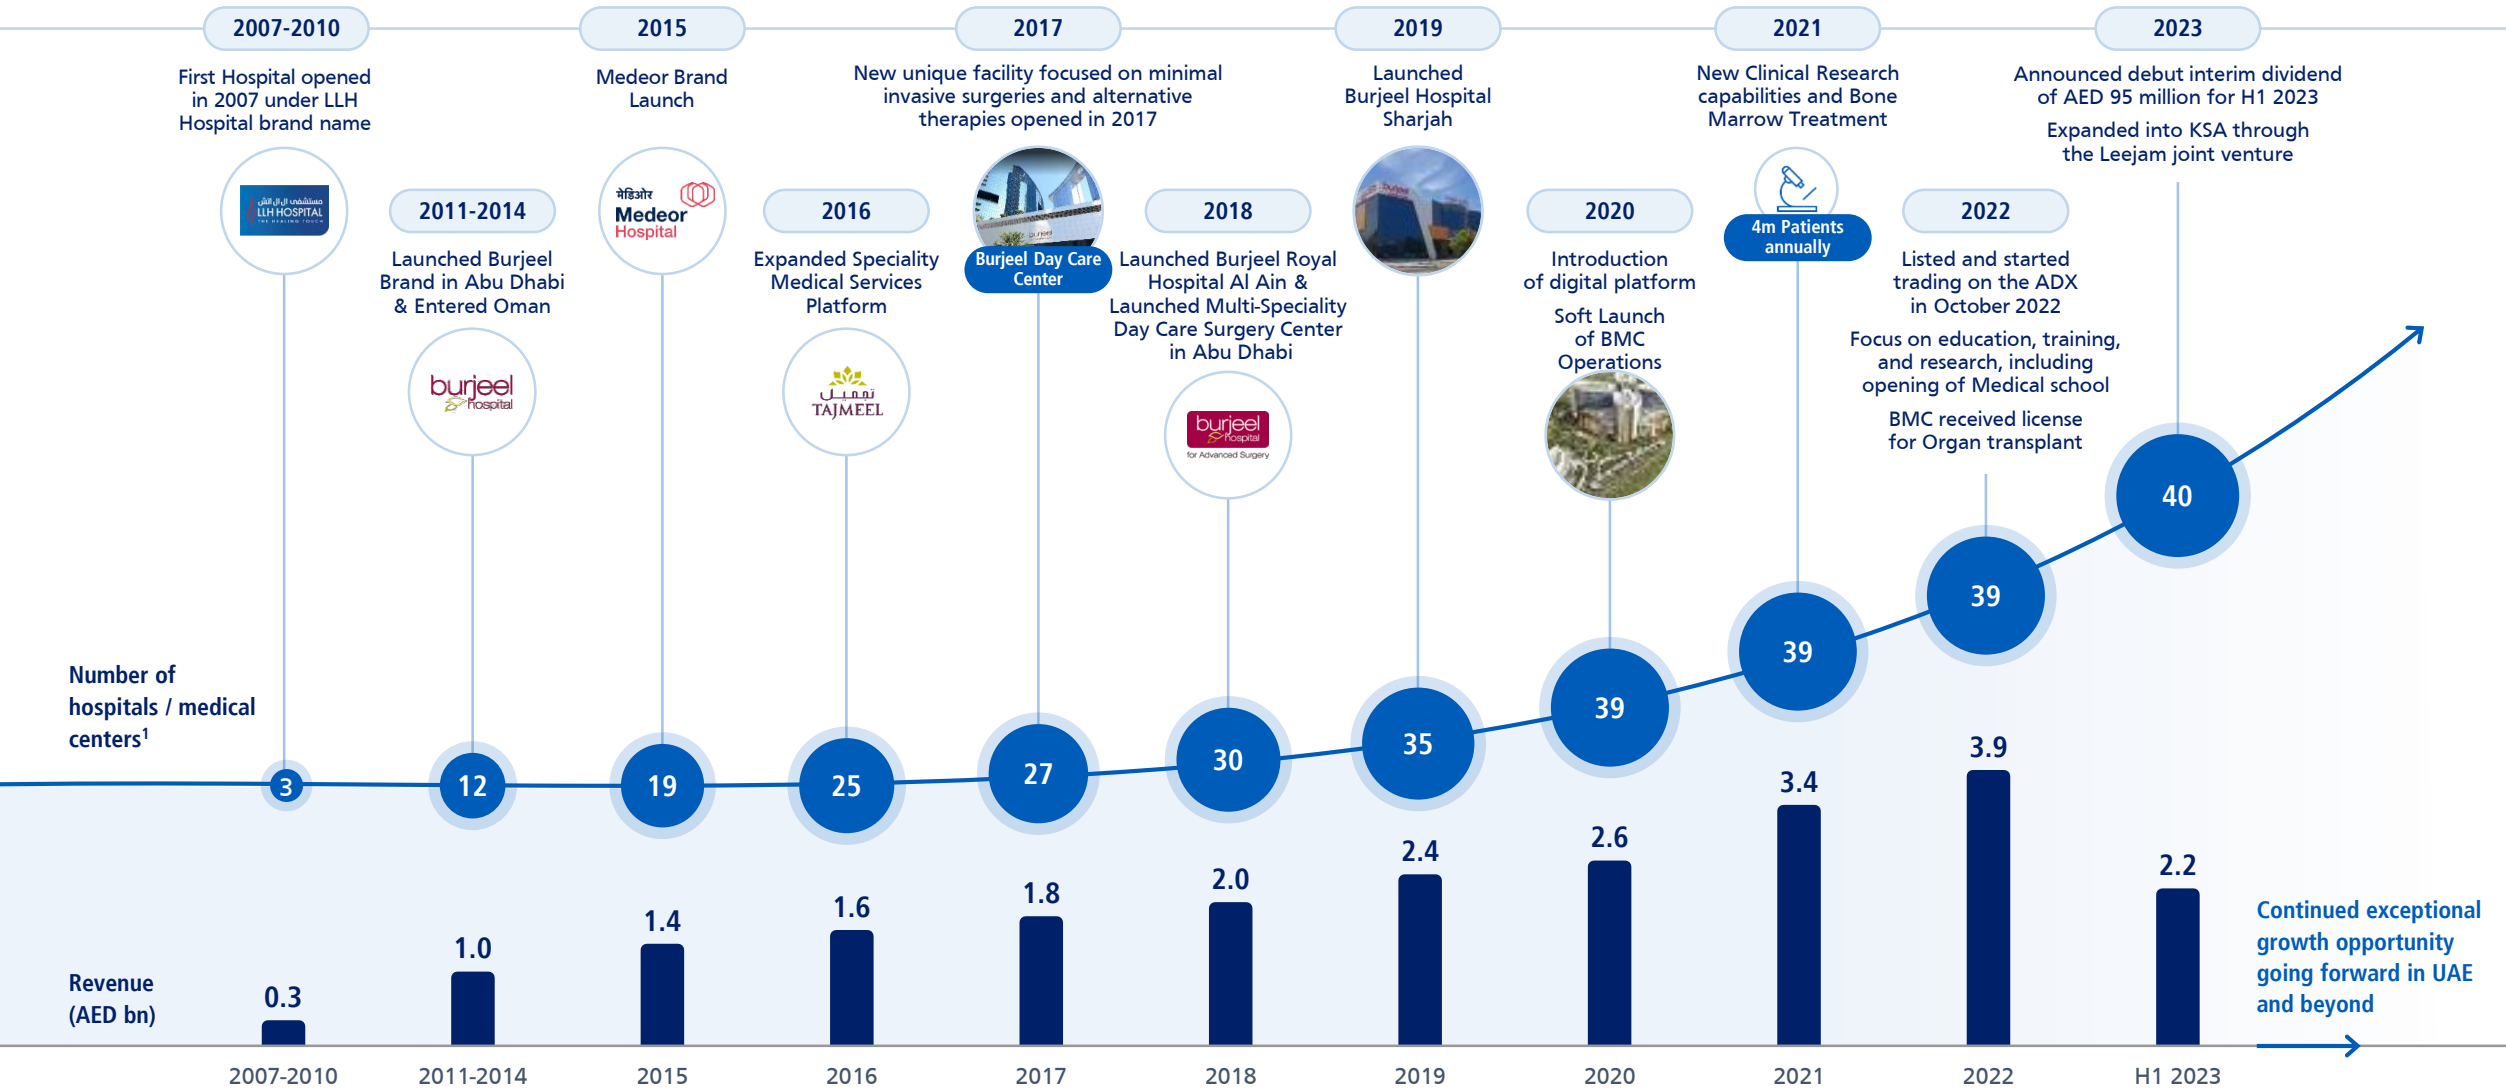 2007-2010
First Hospital opened
in 2007 under LLH
Hospital brand name
مستشفى ال ال اتش
LLH HOSPITAL
THE HEALING TOUCH
2011-2014
Launched Burjeel
Brand in Abu Dhabi
& Entered Oman
burjeel
hospital
2015
Medeor Brand
Launch
मेडिओर
Medeor
Hospital
2016
Expanded Speciality
Medical Services
Platform
تجميل
TAJMEEL
2017
New unique facility focused on minimal
invasive surgeries and alternative
therapies opened in 2017
burjeel
Burjeel Day Care
Center
2018
Launched Burjeel Royal
Hospital Al Ain &
Launched Multi-Speciality
Day Care Surgery Center
in Abu Dhabi
burjeel
hospital
for Advanced Surgery
2019
Launched
Burjeel Hospital
Sharjah
burjeel
2020
Introduction
of digital platform
Soft Launch
of BMC
Operations
2021
New Clinical Research
capabilities and Bone
Marrow Treatment
4m Patients
annually
2022
Listed and started
trading on the ADX
in October 2022
Focus on education, training,
and research, including
opening of Medical school
BMC received license
for Organ transplant
2023
Announced debut interim dividend
of AED 95 million for H1 2023
Expanded into KSA through
the Leejam joint venture
Number of
hospitals / medical
centers¹
3
12
19
25
27
30
35
39
39
39
40
Revenue
(AED bn)
0.3
1.0
1.4
1.6
1.8
2.0
2.4
2.6
3.4
3.9
2.2
Continued exceptional
growth opportunity
going forward in UAE
and beyond
2007-2010
2011-2014
2015
2016
2017
2018
2019
2020
2021
2022
H1 2023